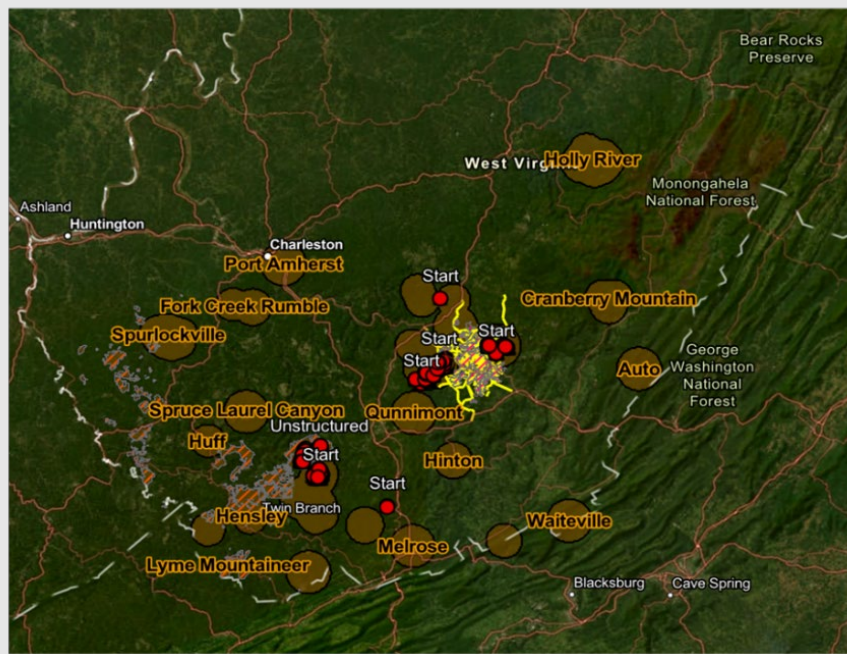 Bear Rocks
Preserve
West Virgin
Holly River
Monongahela
National Forest
Ashland
Huntington
Charleston
Port Amherst
Start
Fork Creek Rumble
Cranberry Mountain
Spurlockville
Start
Start
Start
George
Washington
National
Forest
Auto
Spruce Laurel Canyon
Qunnimont
Unstructured
Huff
Start
Hinton
Start
Twin Branch
Hensley
Waiteville
Melrose
Lyme Mountaineer
Blacksburg
Cave Spring